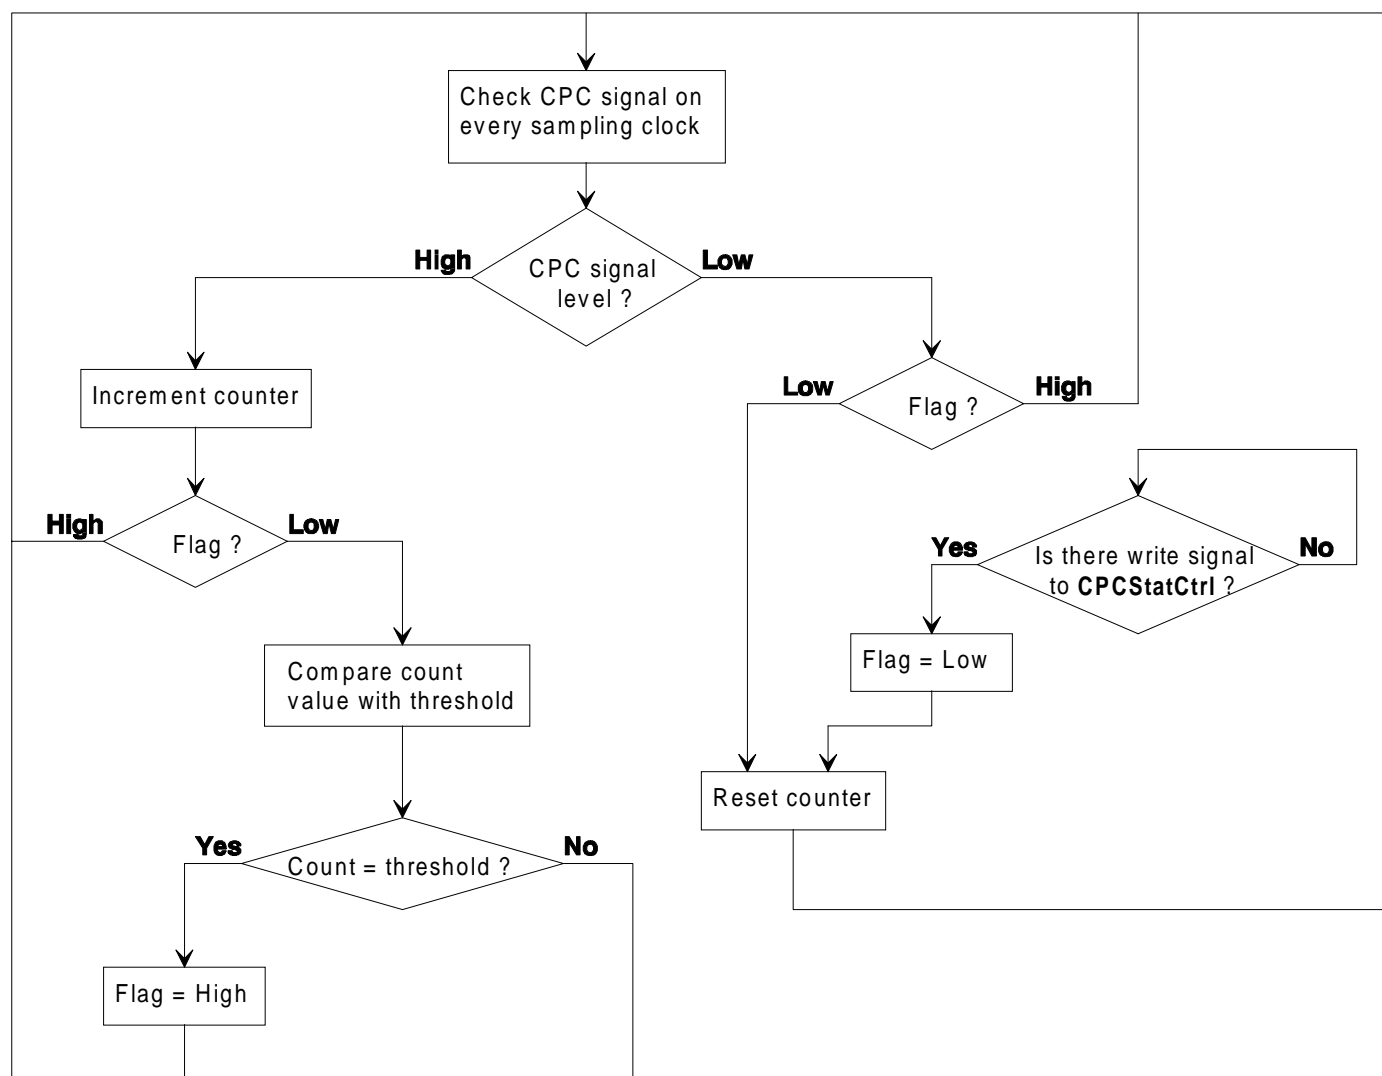 Check CPC signal on
every sampling clock
High
Low
CPC signal
level ?
Increment counter
Low
High
Flag ?
High
Low
Flag ?
Yes
No
Is there write signal
to CPCStatCtrl ?
Flag = Low
Compare count
value with threshold
Reset counter
Yes
No
Count = threshold ?
Flag = High